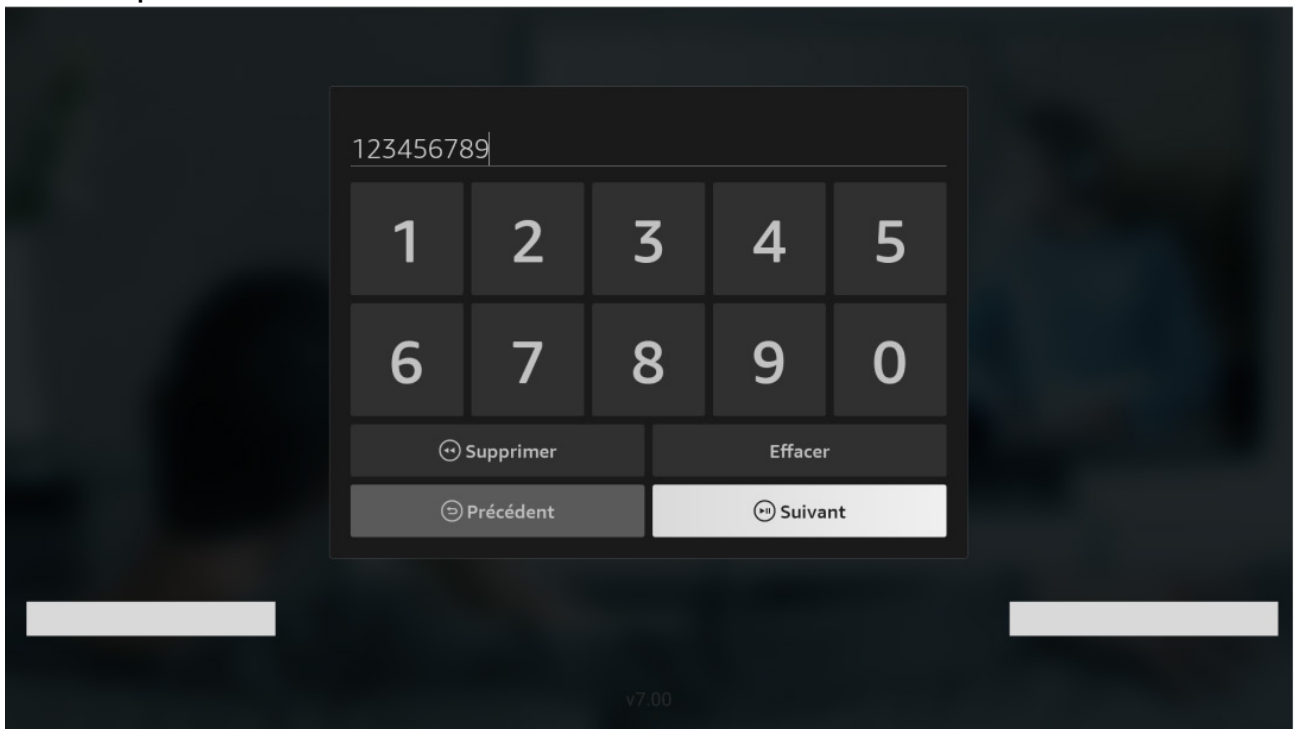 123456789
1 2 3 4 5
6 7 8 9 0
Supprimer Effacer
Précédent Suivant
v7.00